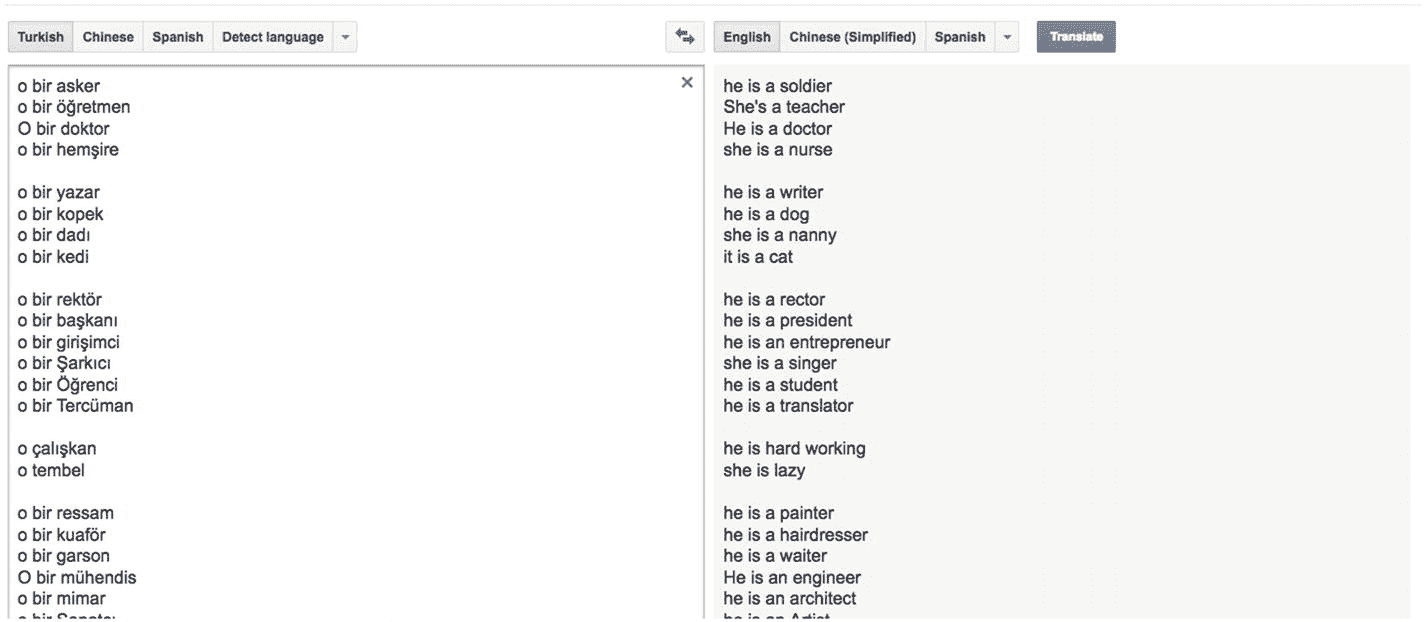 Turkish Chinese Spanish Detect language
English Chinese (Simplified) Spanish Translate
o bir asker
o bir öğretmen
O bir doktor
o bir hemşire
o bir yazar
o bir kopek
o bir dadı
o bir kedi
o bir rektör
o bir başkanı
o bir girişimci
o bir Şarkıcı
o bir Öğrenci
o bir Tercüman
o çalışkan
o tembel
o bir ressam
o bir kuaför
o bir garson
O bir mühendis
o bir mimar
he is a soldier
She's a teacher
He is a doctor
she is a nurse
he is a writer
he is a dog
she is a nanny
it is a cat
he is a rector
he is a president
he is an entrepreneur
she is a singer
he is a student
he is a translator
he is hard working
she is lazy
he is a painter
he is a hairdresser
he is a waiter
He is an engineer
he is an architect